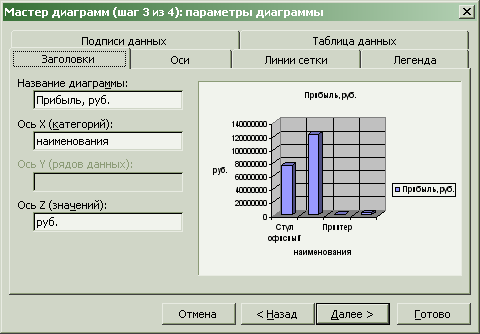 Мастер диаграмм (шаг 3 из 4): параметры диаграммы
Подписи данных Таблица данных
Заголовки Оси Линии сетки Легенда
Название диаграммы:
Прибыль, руб.
Ось X (категорий):
наименования
Ось Y (рядов данных):
Ось Z (значений):
руб.
Прибыль, руб.
140000000
120000000
100000000
80000000
60000000
40000000
20000000
0
руб.
Стул офисный
Принтер
наименования
Прибыль, руб.
Отмена < Назад Далее > Готово